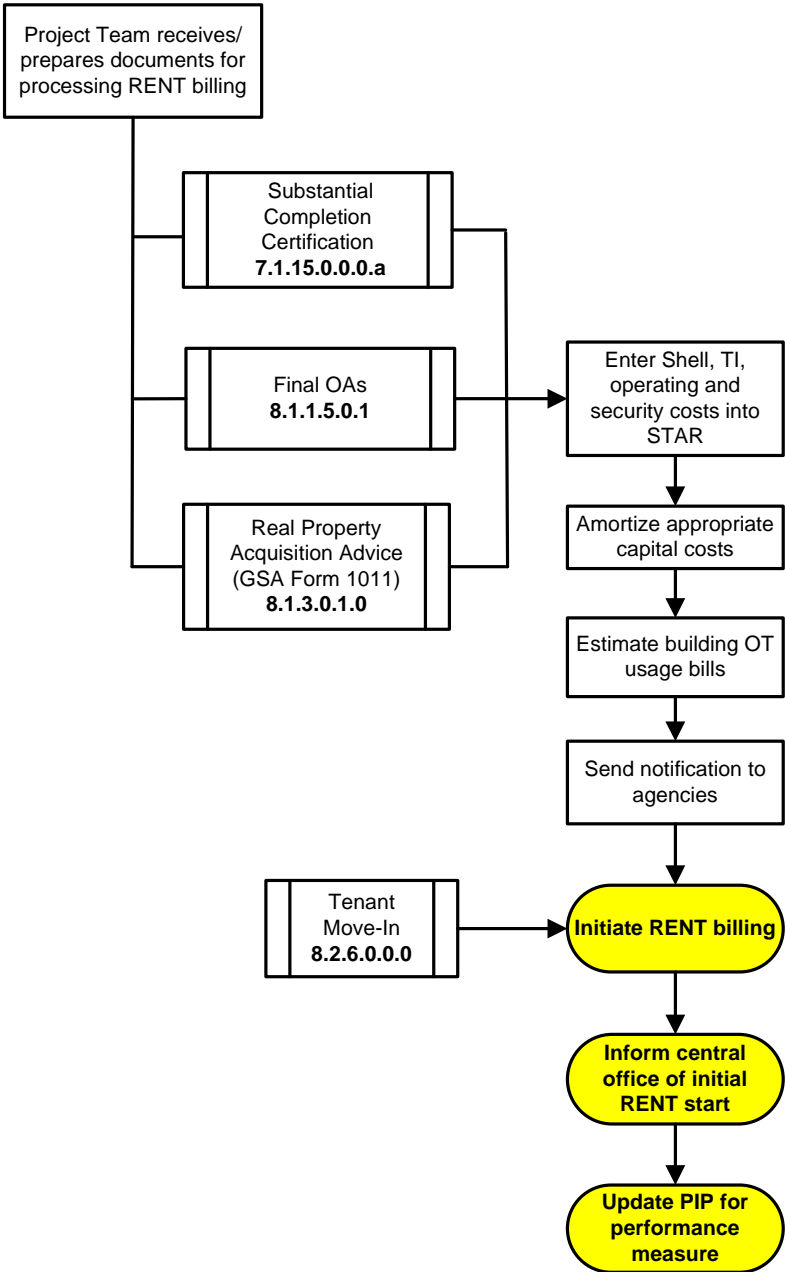 Project Team receives/
prepares documents for
processing RENT billing
Substantial
Completion
Certification
7.1.15.0.0.0.a
Final OAs
8.1.1.5.0.1
Real Property
Acquisition Advice
(GSA Form 1011)
8.1.3.0.1.0
Enter Shell, TI,
operating and
security costs into
STAR
Amortize appropriate
capital costs
Estimate building OT
usage bills
Send notification to
agencies
Tenant
Move-In
8.2.6.0.0.0
Initiate RENT billing
Inform central
office of initial
RENT start
Update PIP for
performance
measure